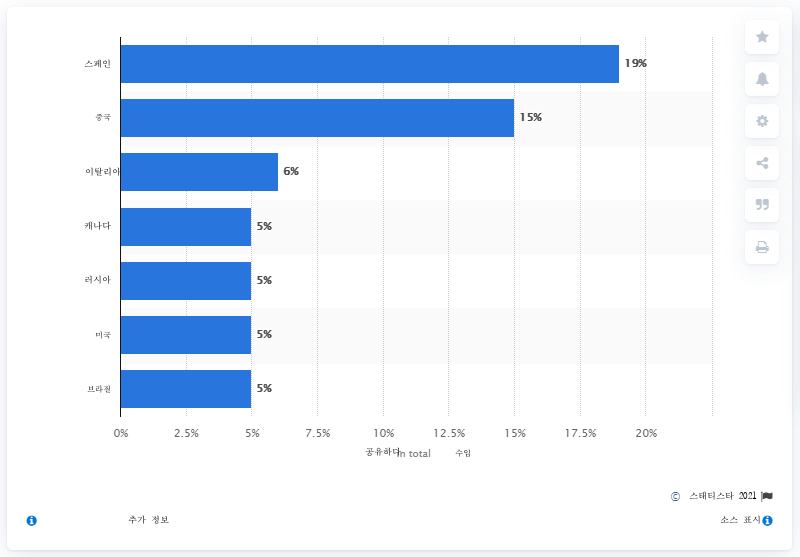 스페인 19%
중국 15%
이탈리아 6%
캐나다 5%
러시아 5%
미국 5%
브라질 5%
0% 2.5% 5% 7.5% 10% 12.5% 15% 17.5% 20%
공유하다 in total 수입
© 스태티스타 2021
추가 정보 소스 표시